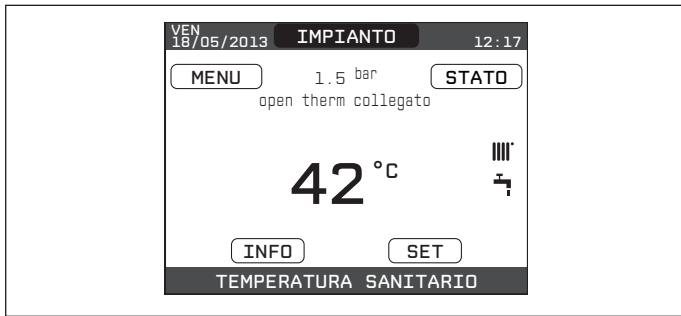 VEN
18/05/2013 IMPIANTO 12:17
MENU 1.5 bar STATO
open therm collegato
42 °C
INFO SET
TEMPERATURA SANITARIO